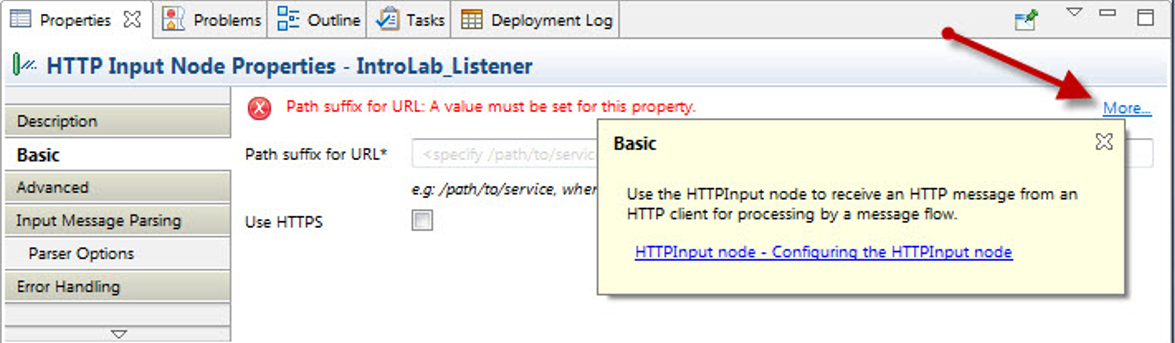 Properties Problems Outline Tasks Deployment Log
HTTP Input Node Properties - IntroLab_Listener
Path suffix for URL: A value must be set for this property.
More...
Description
Basic
Advanced
Input Message Parsing
Parser Options
Error Handling
Path suffix for URL*
<specify /path/to/servic
e.g: /path/to/service, wher
Use HTTPS
Basic
Use the HTTPInput node to receive an HTTP message from an
HTTP client for processing by a message flow.
HTTPInput node - Configuring the HTTPInput node